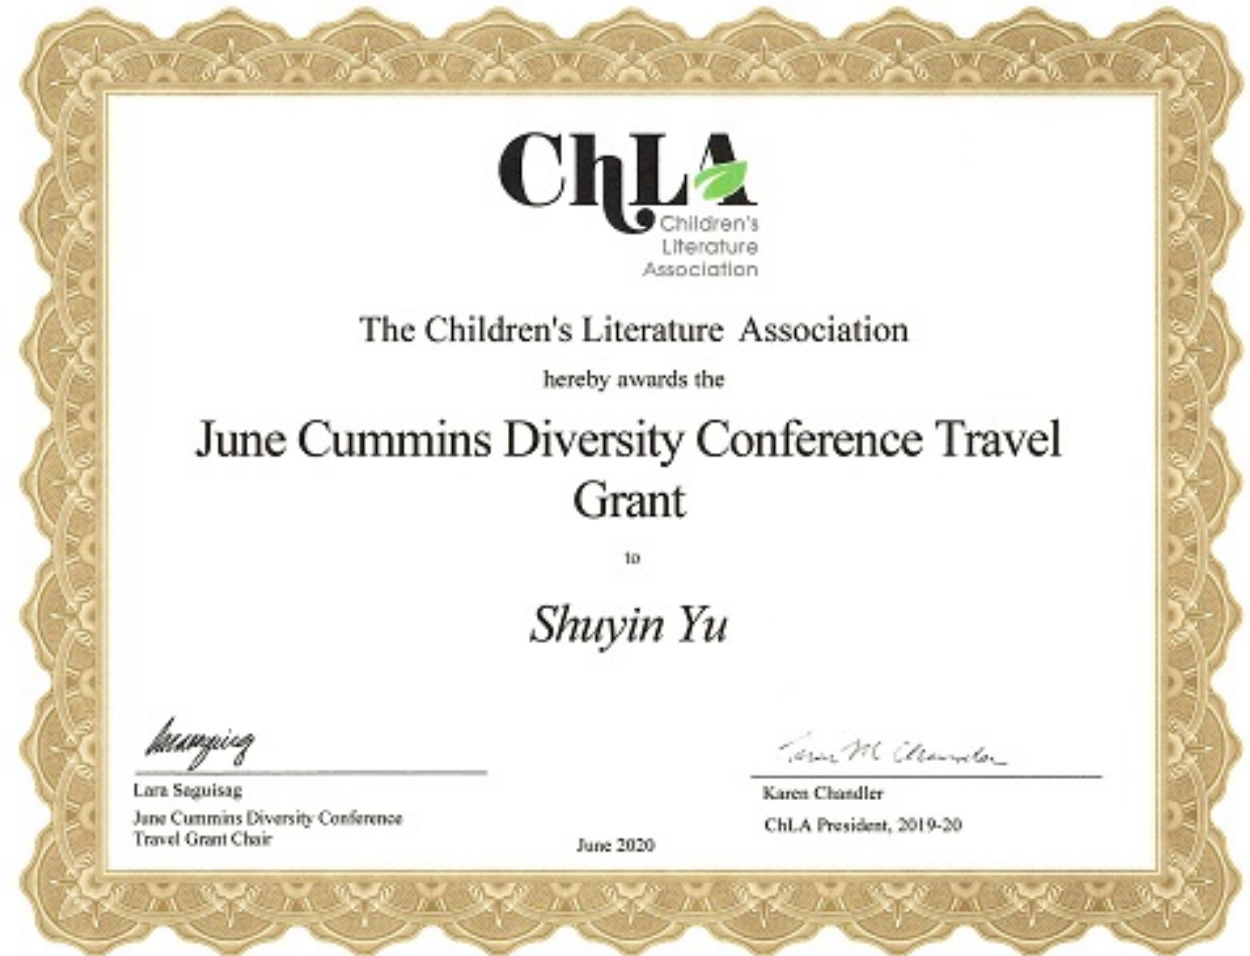 ChLA
Children's
Literature
Association
The Children's Literature Association
hereby awards the
June Cummins Diversity Conference Travel
Grant
to
Shuyin Yu
Lara Saguisag
June Cummins Diversity Conference
Travel Grant Chair
June 2020
Karen Chandler
ChLA President, 2019-20